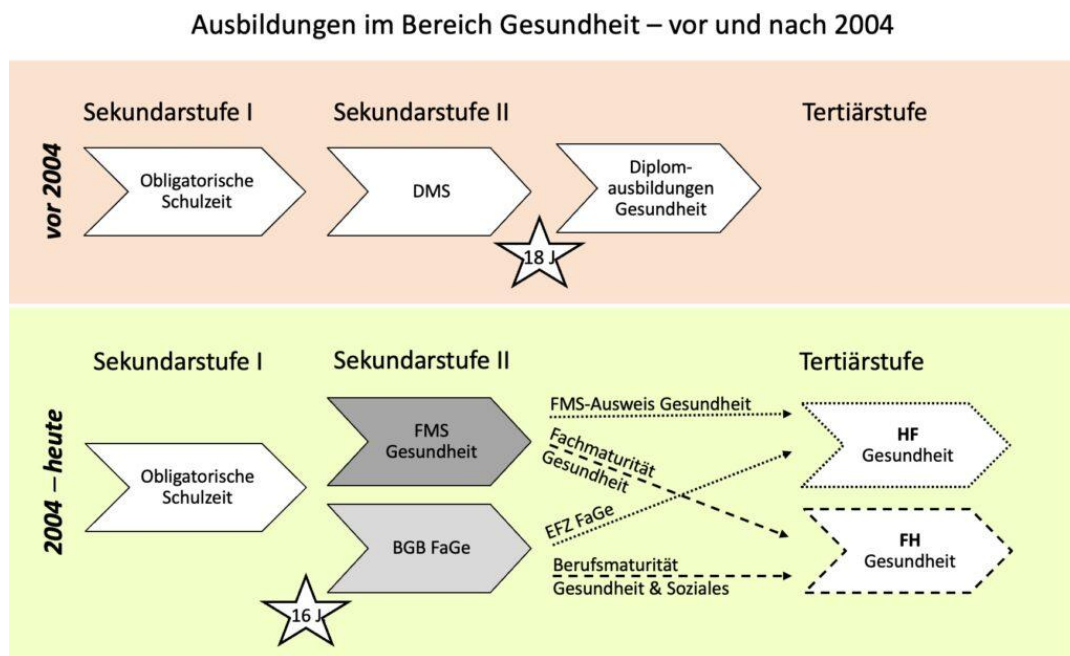 Ausbildungen im Bereich Gesundheit – vor und nach 2004
vor 2004
Sekundarstufe I
Sekundarstufe II
Tertiärstufe
Obligatorische
Schulzeit
DMS
Diplom-
ausbildungen
Gesundheit
18 J
2004 – heute
Sekundarstufe I
Sekundarstufe II
Tertiärstufe
Obligatorische
Schulzeit
16 J
FMS
Gesundheit
BGB FaGe
FMS-Ausweis Gesundheit
Fachmaturität
Gesundheit
EFZ FaGe
Berufsmaturität
Gesundheit & Soziales
HF
Gesundheit
FH
Gesundheit